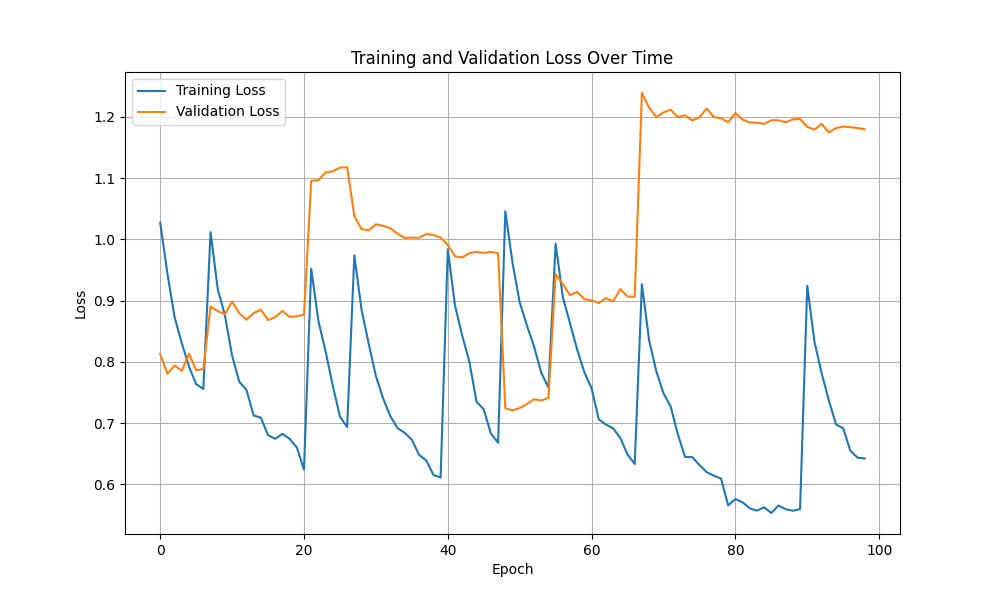 Training and Validation Loss Over Time
Training Loss
Validation Loss
1.2
1.1
1.0
0.9
0.8
0.7
0.6
Loss
0
20
40
60
80
100
Epoch